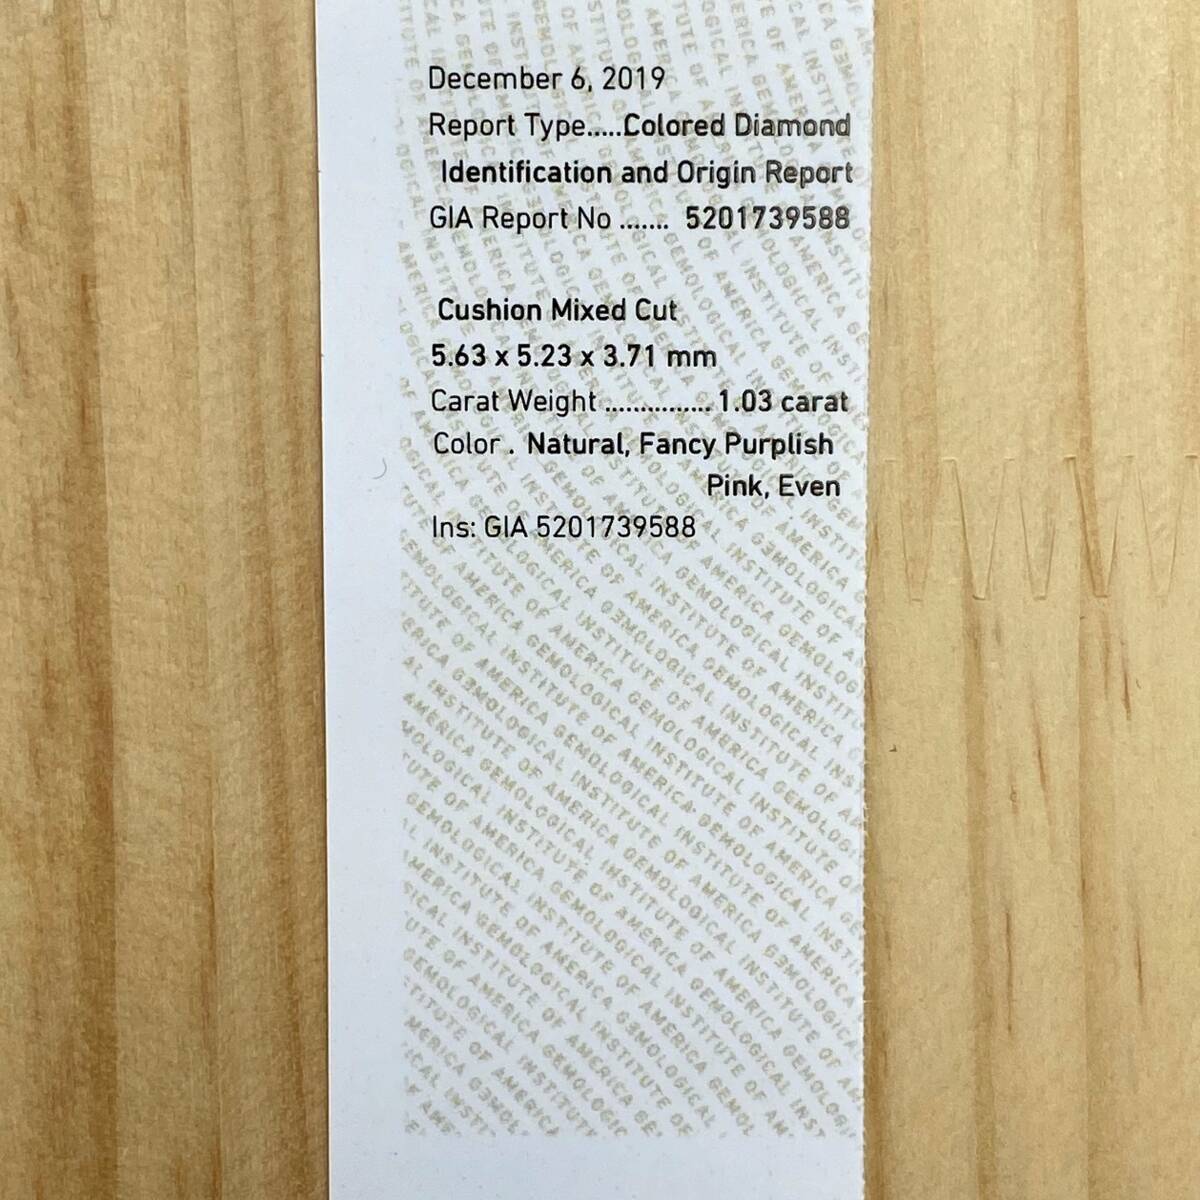 December 6, 2019
Report Type.....Colored Diamond
Identification and Origin Report
GIA Report No ....... 5201739588
Cushion Mixed Cut
5.63 x 5.23 x 3.71 mm
Carat Weight ............... 1.03 carat
Color . Natural, Fancy Purplish
Pink, Even
Ins: GIA 5201739588